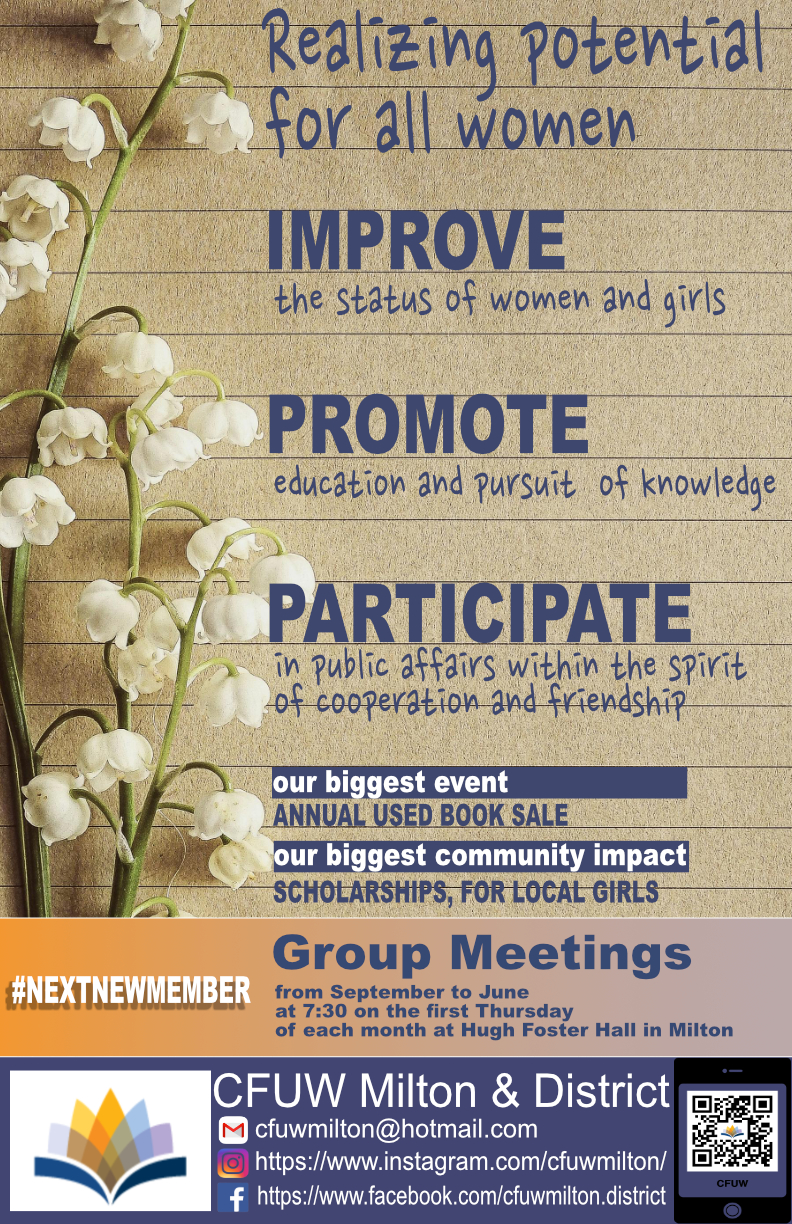 Realizing potential
for all women
IMPROVE
the status of women and girls
PROMOTE
education and pursuit of knowledge
PARTICIPATE
in public affairs within the spirit
of cooperation and friendship
our biggest event
ANNUAL USED BOOK SALE
our biggest community impact
SCHOLARSHIPS, FOR LOCAL GIRLS
#NEXTNEWMEMBER
Group Meetings
from September to June
at 7:30 on the first Thursday
of each month at Hugh Foster Hall in Milton
CFUW Milton & District
cfuwmilton@hotmail.com
https://www.instagram.com/cfuwmilton/
https://www.facebook.com/cfuwmilton.district
CFUW